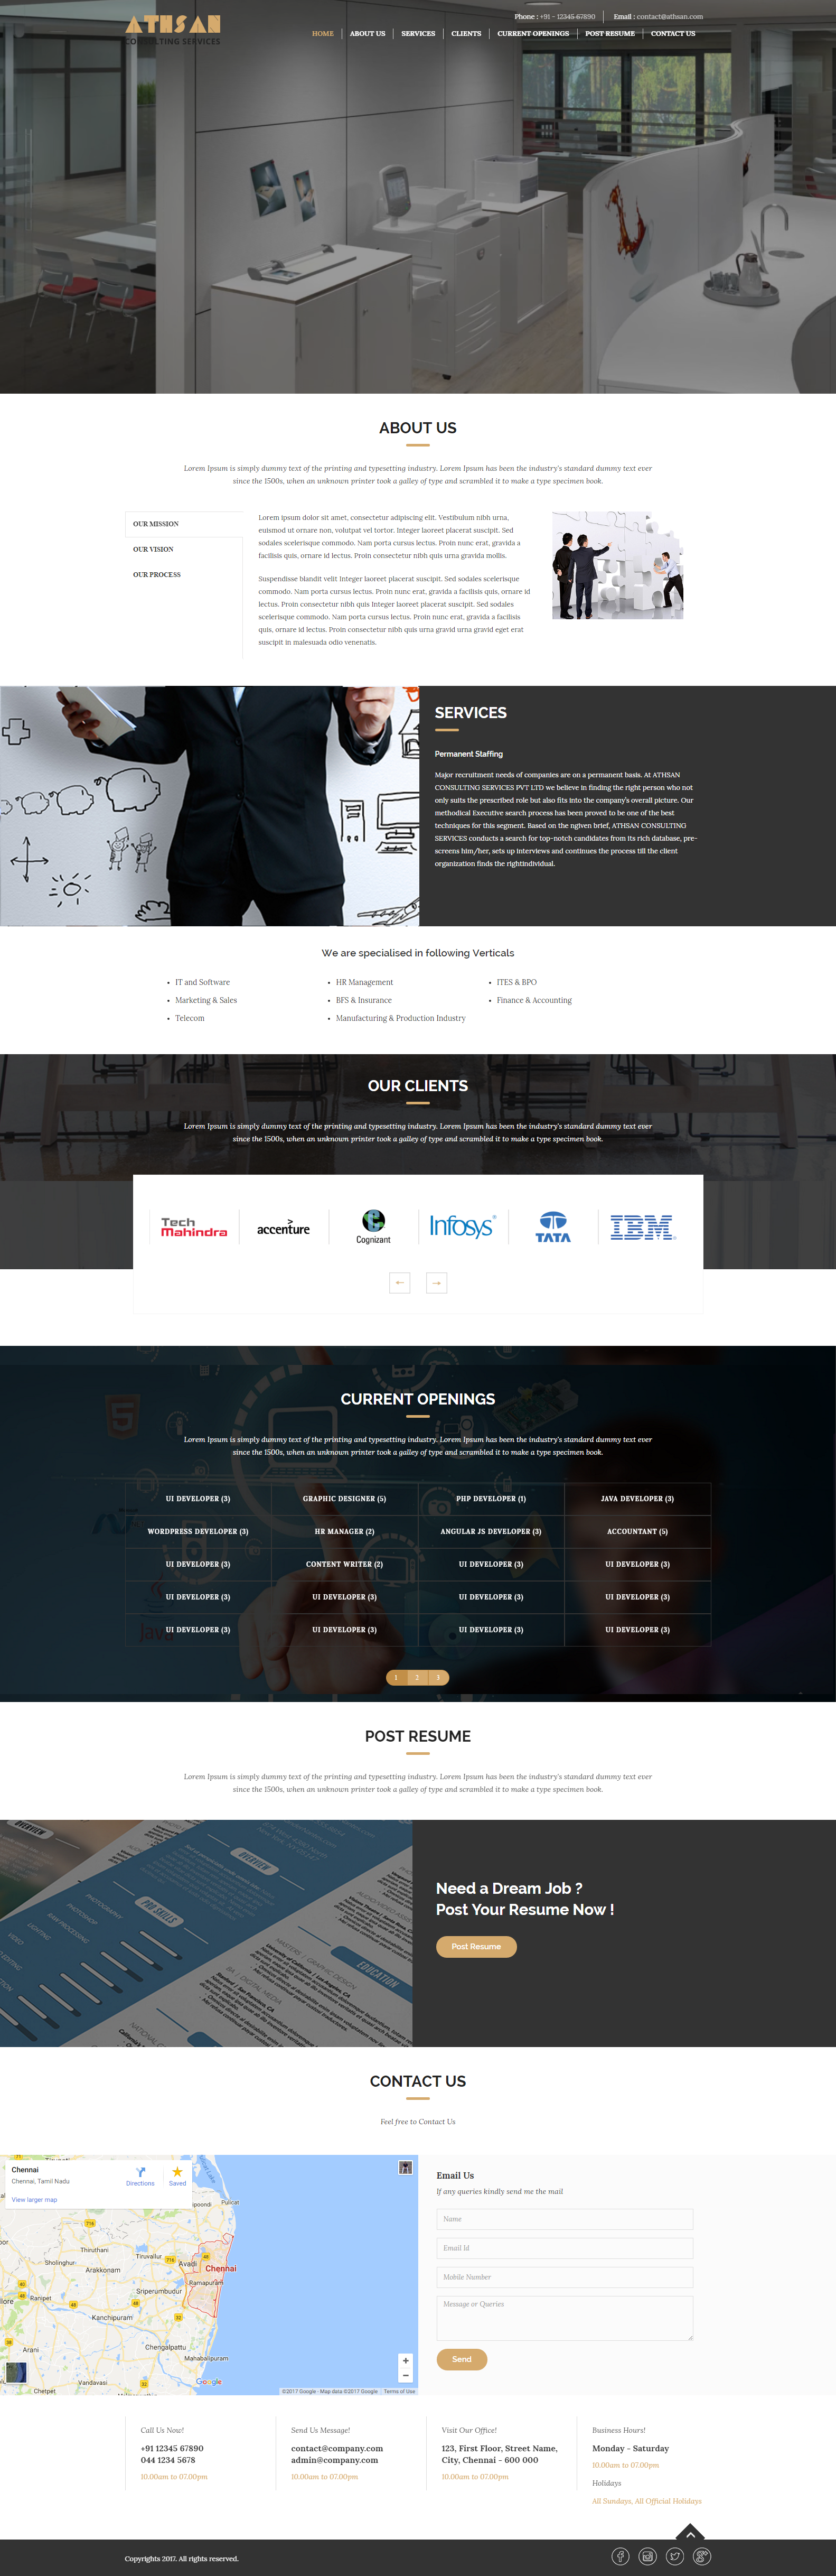 ATHSAN
CONSULTING SERVICES
Phone : +91 - 12345-67890
Email : contact@athsan.com
HOME
ABOUT US
SERVICES
CLIENTS
CURRENT OPENINGS
POST RESUME
CONTACT US
ABOUT US
Lorem Ipsum is simply dummy text of the printing and typesetting industry. Lorem Ipsum has been the industry's standard dummy text ever
since the 1500s, when an unknown printer took a galley of type and scrambled it to make a type specimen book.
OUR MISSION
OUR VISION
OUR PROCESS
Lorem ipsum dolor sit amet, consectetur adipiscing elit. Vestibulum nibh urna,
euismod ut ornare non, volutpat vel tortor. Integer laoreet placerat suscipit. Sed
sodales scelerisque commodo. Nam porta cursus lectus. Proin nunc erat, gravida a
facilisis quis, ornare id lectus. Proin consectetur nibh quis urna gravida mollis.
Suspendisse blandit velit Integer laoreet placerat suscipit. Sed sodales scelerisque
commodo. Nam porta cursus lectus. Proin nunc erat, gravida a facilisis quis, ornare id
lectus. Proin consectetur nibh quis Integer laoreet placerat suscipit. Sed sodales
scelerisque commodo. Nam porta cursus lectus. Proin nunc erat, gravida a facilisis
quis, ornare id lectus. Proin consectetur nibh quis urna gravid urna gravid eget erat
suscipit in malesuada odio venenatis.
SERVICES
Permanent Staffing
Major recruitment needs of companies are on a permanent basis. At ATHSAN
CONSULTING SERVICES PVT LTD we believe in finding the right person who not
only suits the prescribed role but also fits into the company's overall picture. Our
methodical Executive search process has been proved to be one of the best
techniques for this segment. Based on the ngiven brief, ATHSAN CONSULTING
SERVICES conducts a search for top-notch candidates from its rich database, pre-
screens him/her, sets up interviews and continues the process till the client
organization finds the rightindividual.
We are specialised in following Verticals
IT and Software
HR Management
ITES & BPO
Marketing & Sales
BFS & Insurance
Finance & Accounting
Telecom
Manufacturing & Production Industry
OUR CLIENTS
Lorem Ipsum is simply dummy text of the printing and typesetting industry. Lorem Ipsum has been the industry's standard dummy text ever
since the 1500s, when an unknown printer took a galley of type and scrambled it to make a type specimen book.
Tech
Mahindra
accenture
Cognizant
Infosys®
TATA
IBM®
CURRENT OPENINGS
Lorem Ipsum is simply dummy text of the printing and typesetting industry. Lorem Ipsum has been the industry's standard dummy text ever
since the 1500s, when an unknown printer took a galley of type and scrambled it to make a type specimen book.
UI DEVELOPER (3)
GRAPHIC DESIGNER (5)
PHP DEVELOPER (1)
JAVA DEVELOPER (3)
WORDPRESS DEVELOPER (3)
HR MANAGER (2)
ANGULAR JS DEVELOPER (3)
ACCOUNTANT (5)
UI DEVELOPER (3)
CONTENT WRITER (2)
UI DEVELOPER (3)
UI DEVELOPER (3)
UI DEVELOPER (3)
UI DEVELOPER (3)
UI DEVELOPER (3)
UI DEVELOPER (3)
UI DEVELOPER (3)
UI DEVELOPER (3)
UI DEVELOPER (3)
UI DEVELOPER (3)
Java
1 2 3
POST RESUME
Lorem Ipsum is simply dummy text of the printing and typesetting industry. Lorem Ipsum has been the industry's standard dummy text ever
since the 1500s, when an unknown printer took a galley of type and scrambled it to make a type specimen book.
OVERVIEW
OVERVIEW
PHOTOGRAPHY
PRO SKILLS
PHOTOSHOP
VIDEO
LIGHTING
RAW PROCESSING
MASTERS / GRAPHIC DESIGN
University of California | Los Angeles, CA
BA / DIGITAL MEDIA
Stanford | San Francisco, CA
EDUCATION
Need a Dream Job ?
Post Your Resume Now !
Post Resume
CONTACT US
Feel free to Contact Us
Chennai
Chennai, Tamil Nadu
Directions
Saved
View larger map
Pulicat
Thiruthani
Tiruvallur
Avadi
Sholinghur
Arakkonam
Chennai
Ramapuram
Sriperumbudur
Ranipet
Kanchipuram
Chengalpattu
Arani
Mahabalipuram
Vandavasi
Chetpet
Google
©2017 Google - Map data ©2017 Google
Terms of Use
Email Us
If any queries kindly send me the mail
Name
Email Id
Mobile Number
Message or Queries
Send
Call Us Now!
+91 12345 67890
044 1234 5678
10.00am to 07.00pm
Send Us Message!
contact@company.com
admin@company.com
10.00am to 07.00pm
Visit Our Office!
123, First Floor, Street Name,
City, Chennai - 600 000
10.00am to 07.00pm
Business Hours!
Monday - Saturday
10.00am to 07.00pm
Holidays
All Sundays, All Official Holidays
Copyrights 2017. All rights reserved.